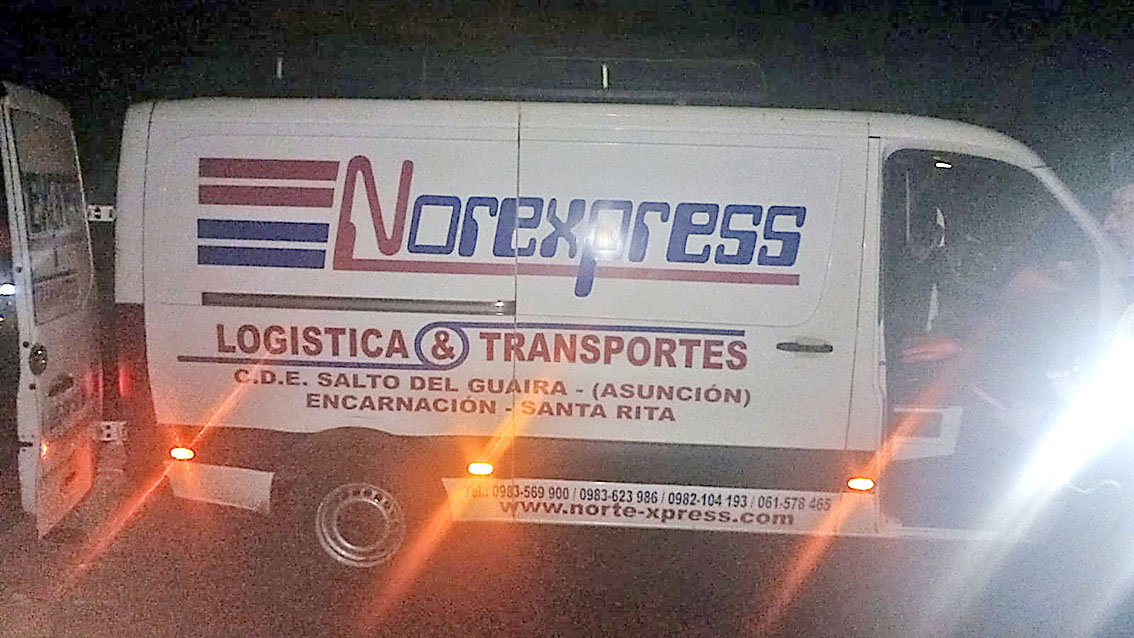 Norexpress
LOGISTICA & TRANSPORTES
C.D.E. SALTO DEL GUAIRA - (ASUNCIÓN)
ENCARNACIÓN - SANTA RITA
Tel.: 0983-569 900 / 0983-623 986 / 0982-104 193 / 061-578 465
www.norte-xpress.com